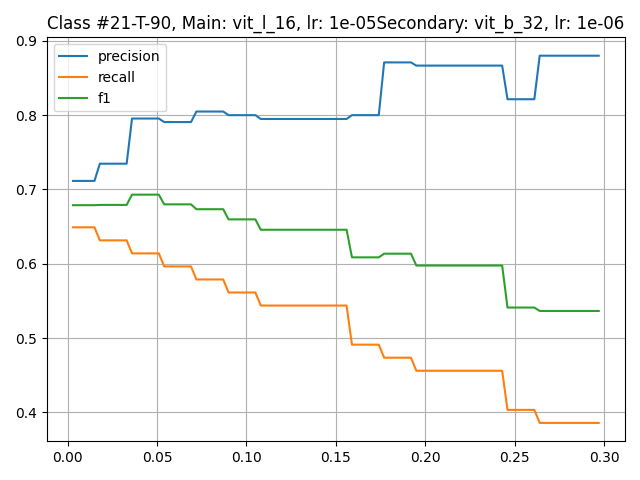 Class #21-T-90, Main: vit_l_16, lr: 1e-05Secondary: vit_b_32, lr: 1e-06
precision
recall
f1
0.9
0.8
0.7
0.6
0.5
0.4
0.00 0.05 0.10 0.15 0.20 0.25 0.30